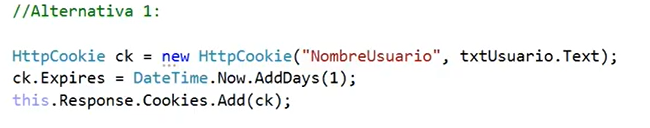 //Alternativa 1:
HttpCookie ck = new HttpCookie("NombreUsuario", txtUsuario.Text);
ck.Expires = DateTime.Now.AddDays(1);
this.Response.Cookies.Add(ck);